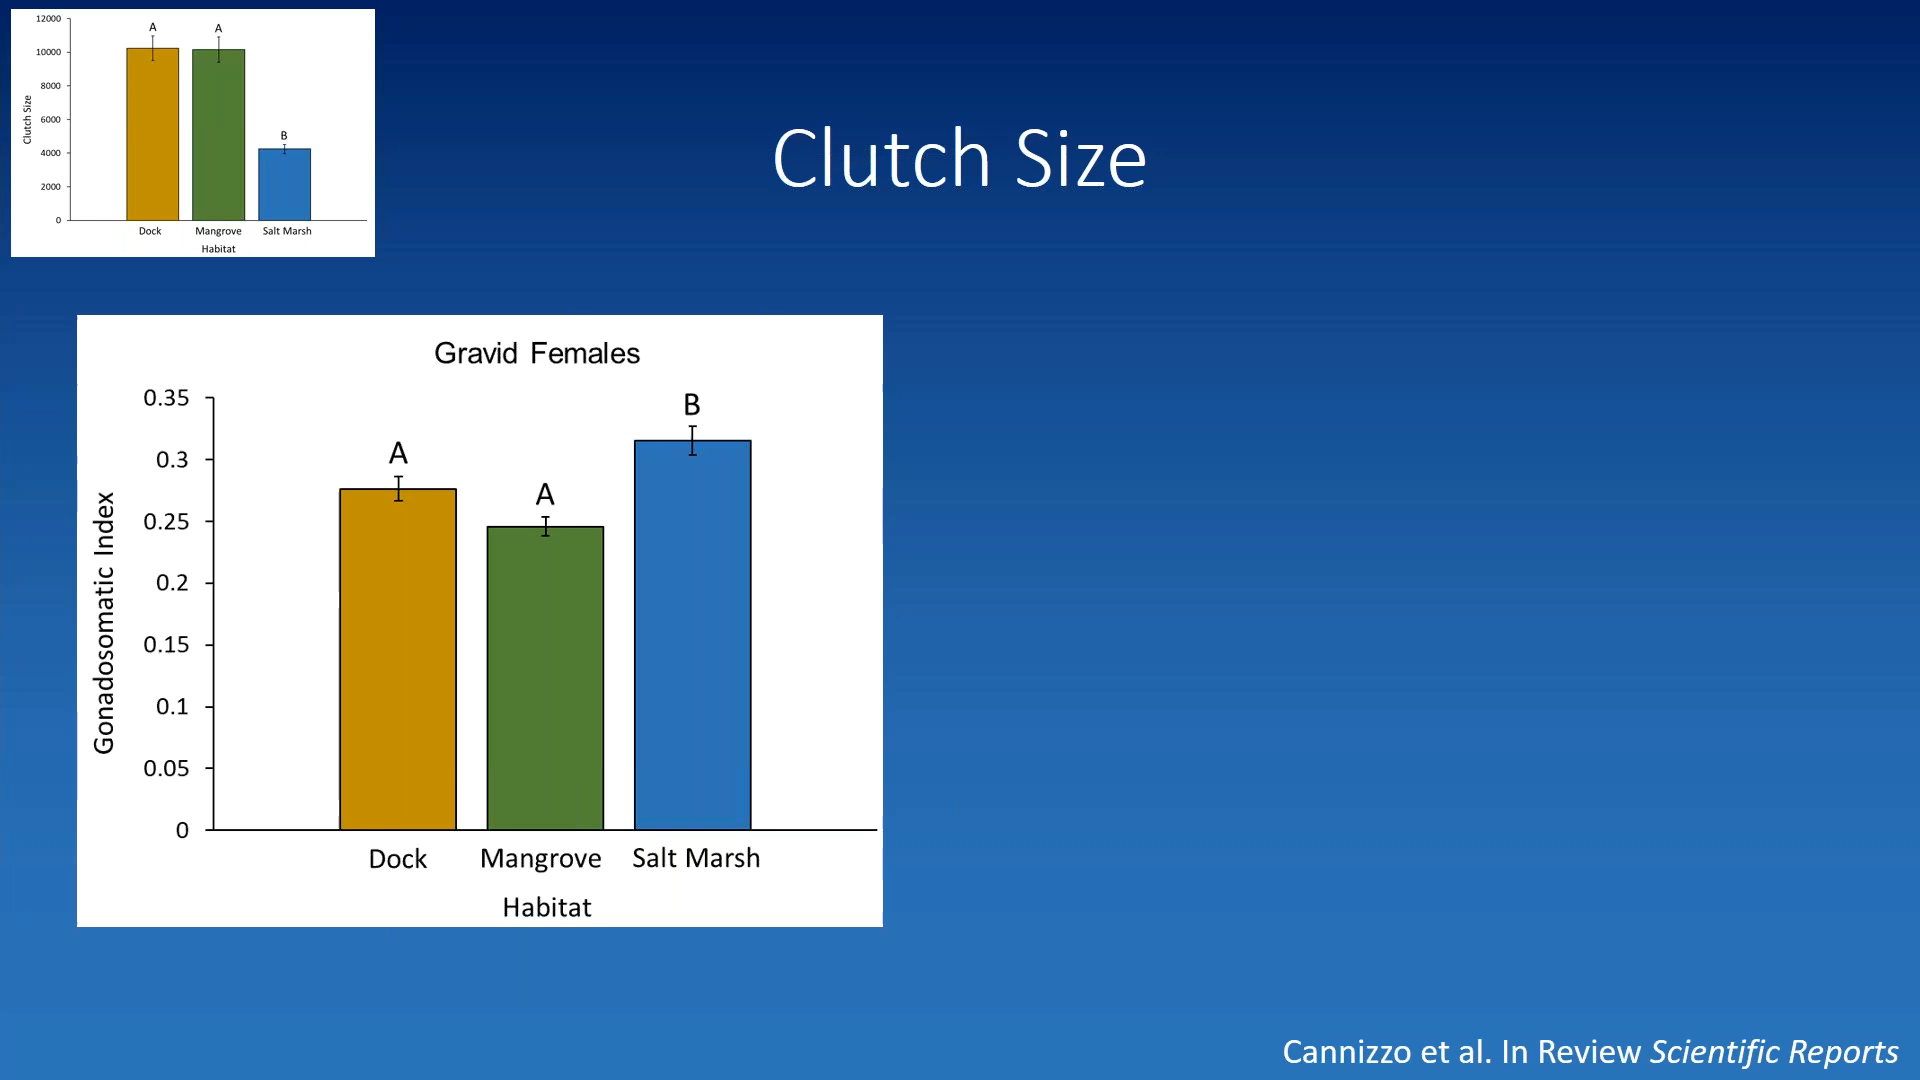 12000
10000
8000
6000
4000
2000
0
Clutch Size
A
A
B
Dock
Mangrove
Salt Marsh
Habitat
Clutch Size
Gravid Females
0.35
0.3
0.25
0.2
0.15
0.1
0.05
0
Gonadosomatic Index
A
A
B
Dock
Mangrove
Salt Marsh
Habitat
Cannizzo et al. In Review Scientific Reports